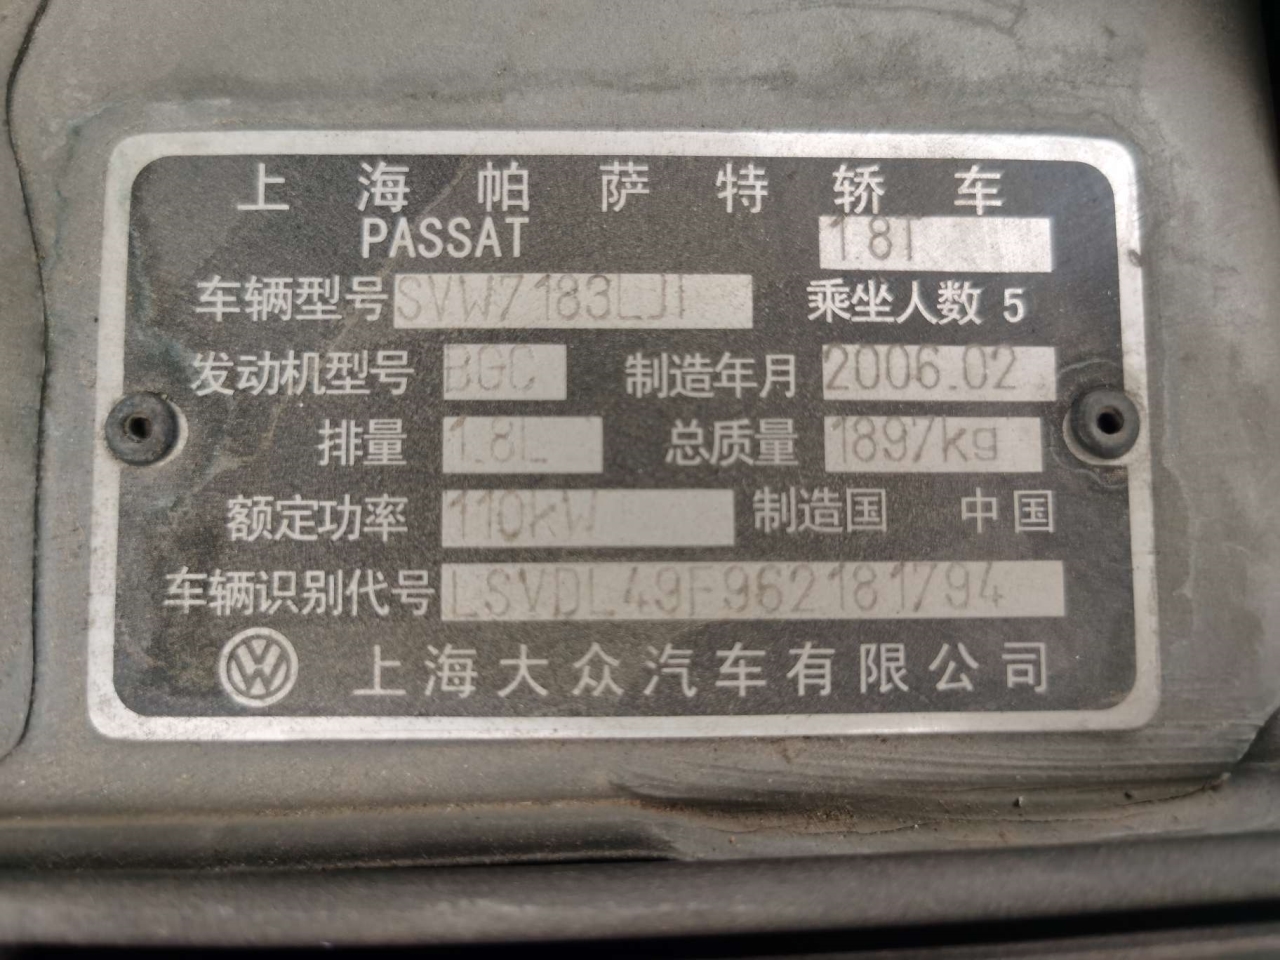 上海帕萨特轿车
PASSAT 1.8T
车辆型号 SVW7183LJI 乘坐人数 5
发动机型号 BGC 制造年月 2006.02
排量 1.8L 总质量 1897kg
额定功率 110kW 制造国 中国
车辆识别代号 LSVDL49F962181794
上海大众汽车有限公司